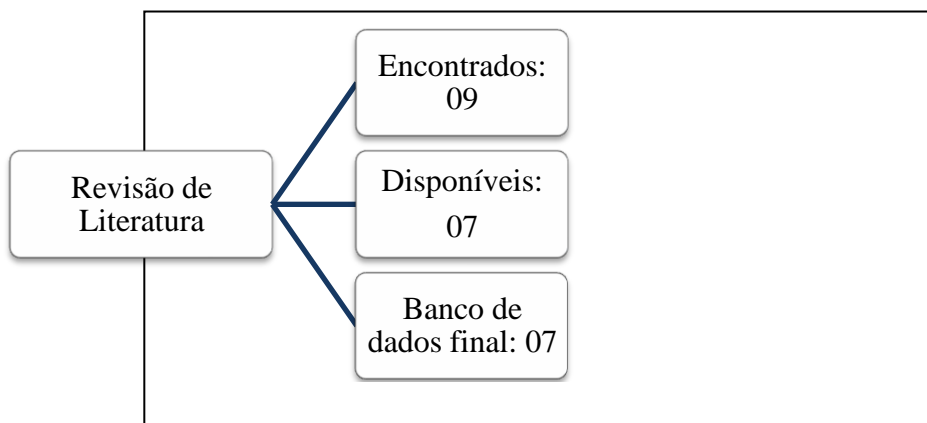 Encontrados:
09
Revisão de
Literatura
Disponíveis:
07
Banco de
dados final: 07